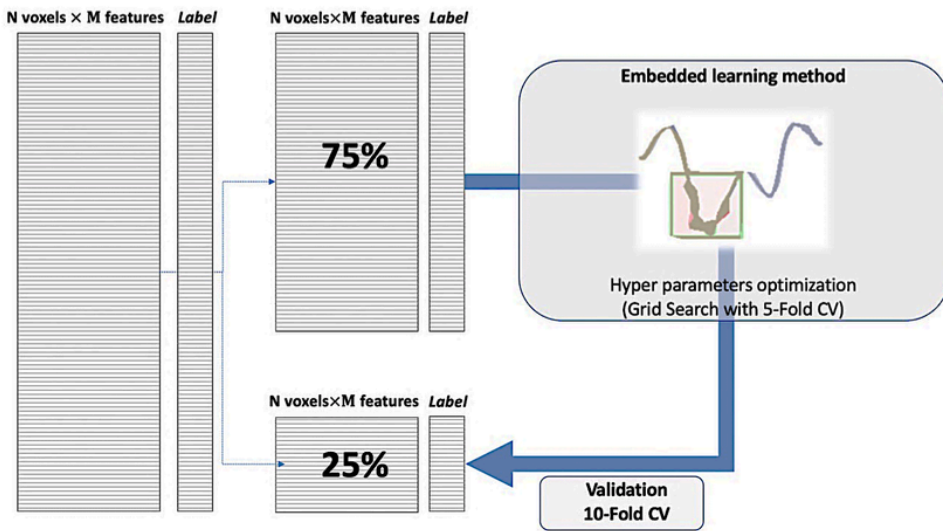 N voxels × M features Label
N voxels×M features Label
75%
Embedded learning method
Hyper parameters optimization
(Grid Search with 5-Fold CV)
N voxels×M features Label
25%
Validation
10-Fold CV